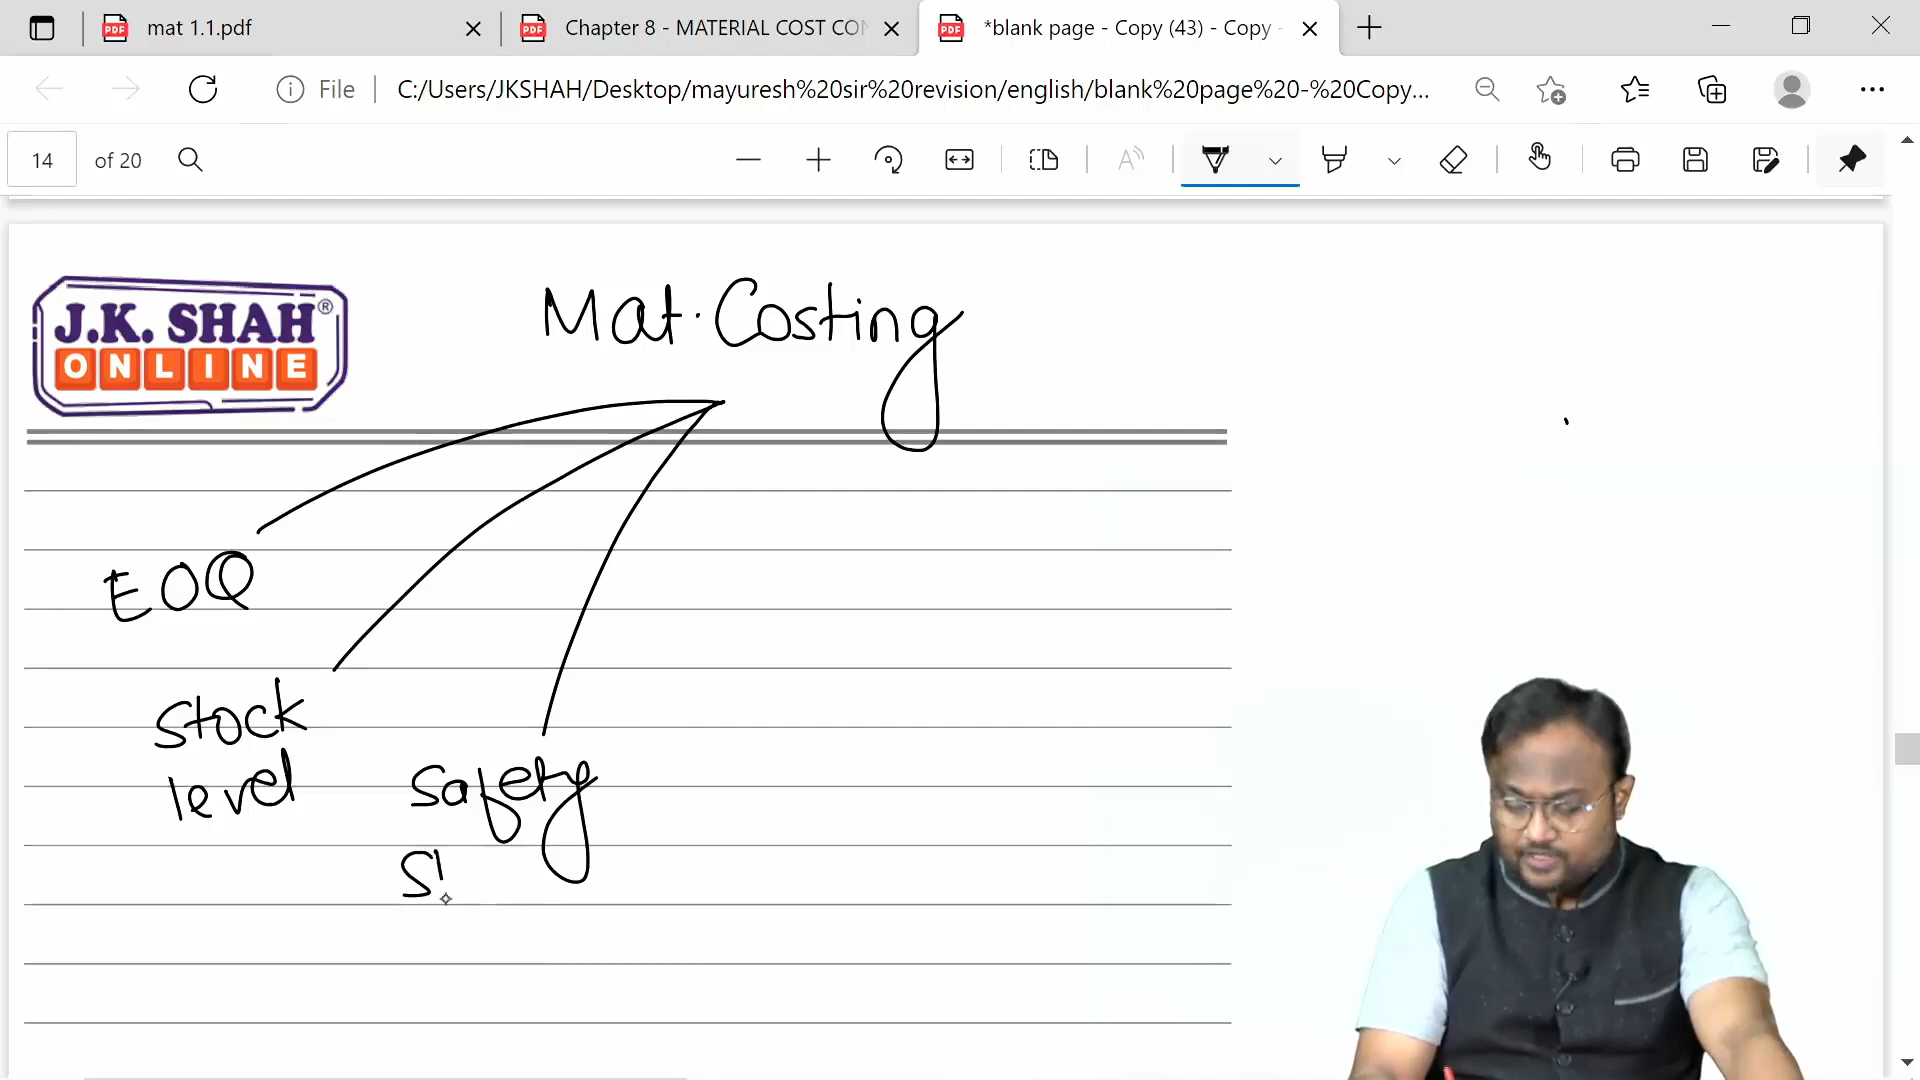 mat 1.1.pdf
Chapter 8 - MATERIAL COST CO
*blank page - Copy (43) - Copy -
File
C:/Users/JKSHAH/Desktop/mayuresh%20sir%20revision/english/blank%20page%20-%20Copy...
14 of 20
J.K. SHAH®
ONLINE
Mat. Costing
EOQ
Stock
level
Safety